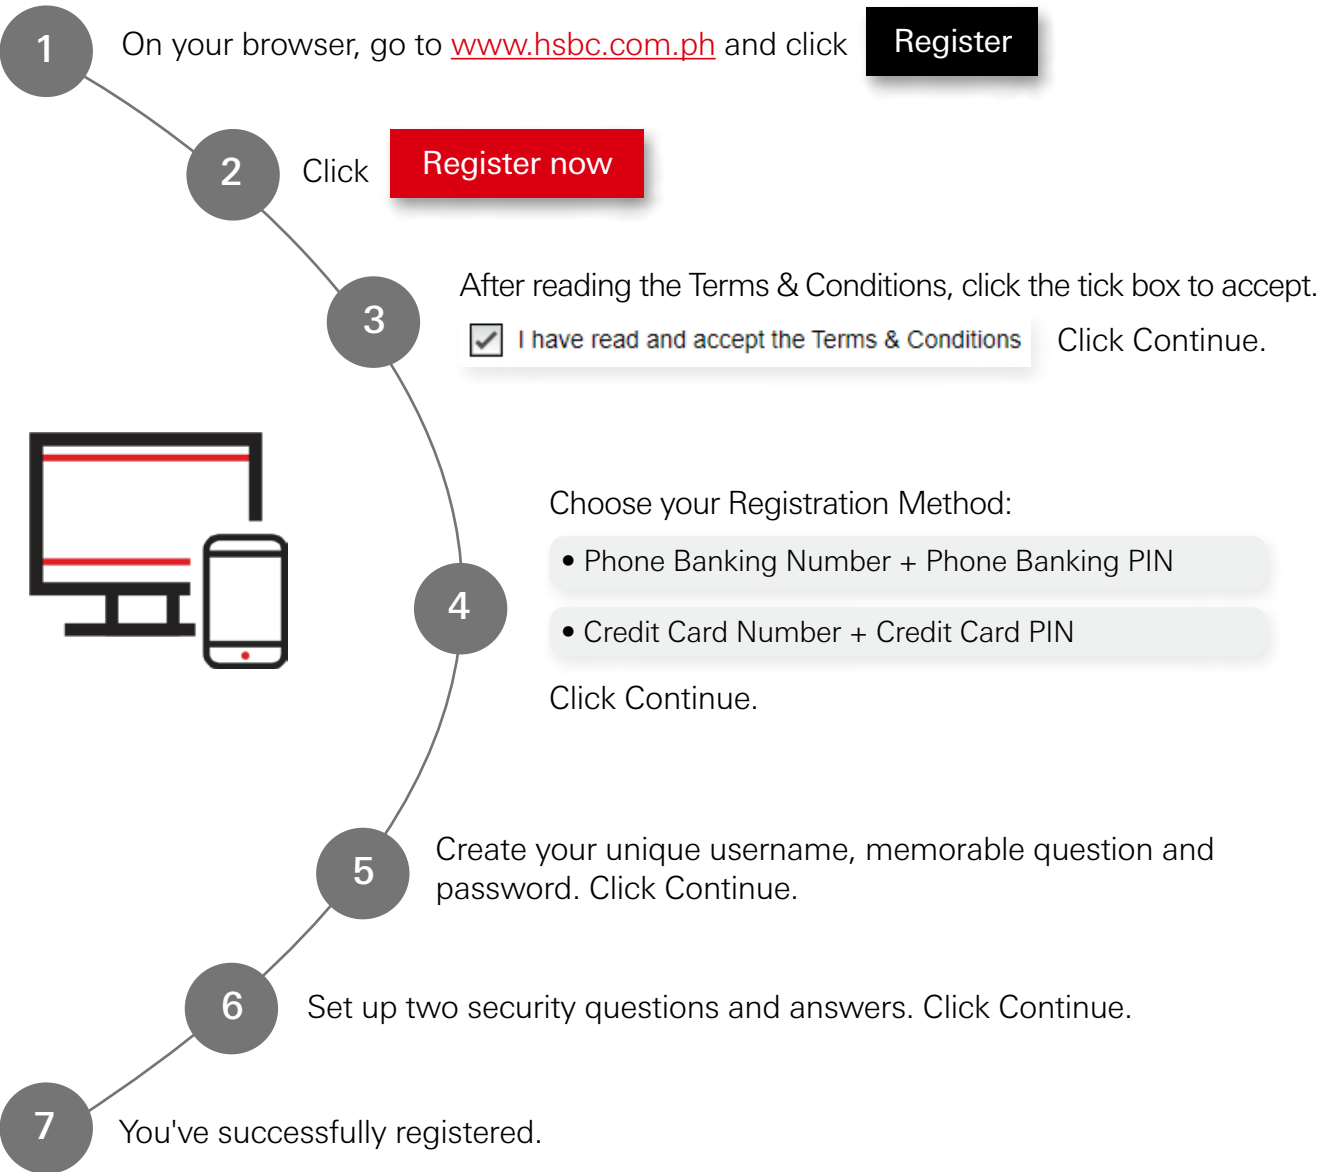 1
On your browser, go to www.hsbc.com.ph and click Register
2
Click Register now
3
After reading the Terms & Conditions, click the tick box to accept.
I have read and accept the Terms & Conditions Click Continue.
Choose your Registration Method:
• Phone Banking Number + Phone Banking PIN
4
• Credit Card Number + Credit Card PIN
Click Continue.
5
Create your unique username, memorable question and
password. Click Continue.
6
Set up two security questions and answers. Click Continue.
7
You've successfully registered.